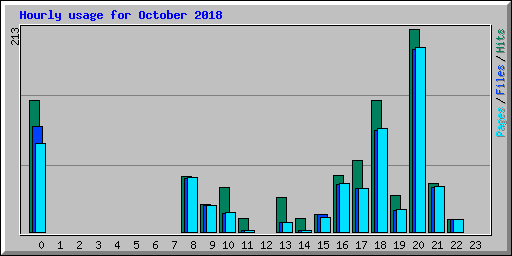 Hourly usage for October 2018
213
Pages / Files / Hits
0 1 2 3 4 5 6 7 8 9 10 11 12 13 14 15 16 17 18 19 20 21 22 23